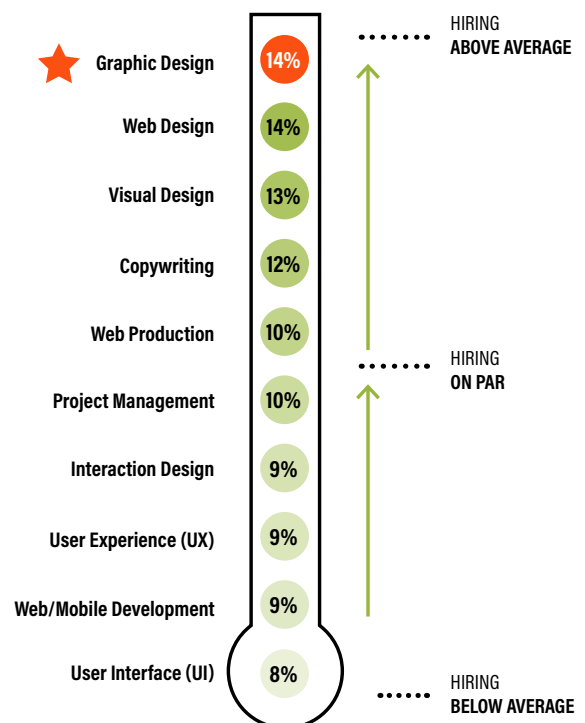 HIRING
ABOVE AVERAGE
Graphic Design 14%
Web Design 14%
Visual Design 13%
Copywriting 12%
Web Production 10%
HIRING
ON PAR
Project Management 10%
Interaction Design 9%
User Experience (UX) 9%
Web/Mobile Development 9%
User Interface (UI) 8%
HIRING
BELOW AVERAGE